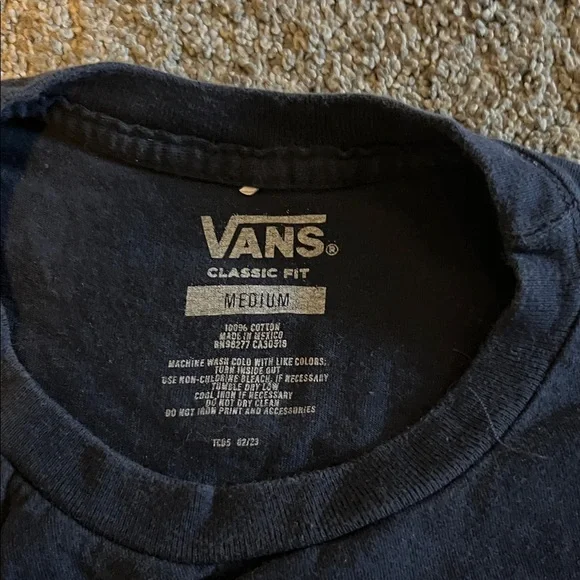 VANS®
CLASSIC FIT
MEDIUM
100% COTTON
MADE IN MEXICO
RN98277 CA30518
MACHINE WASH COLD WITH LIKE COLORS;
TURN INSIDE OUT
USE NON-CHLORINE BLEACH, IF NECESSARY
TUMBLE DRY LOW
COOL IRON IF NECESSARY
DO NOT DRY CLEAN
DO NOT IRON PRINT AND ACCESSORIES
02/23